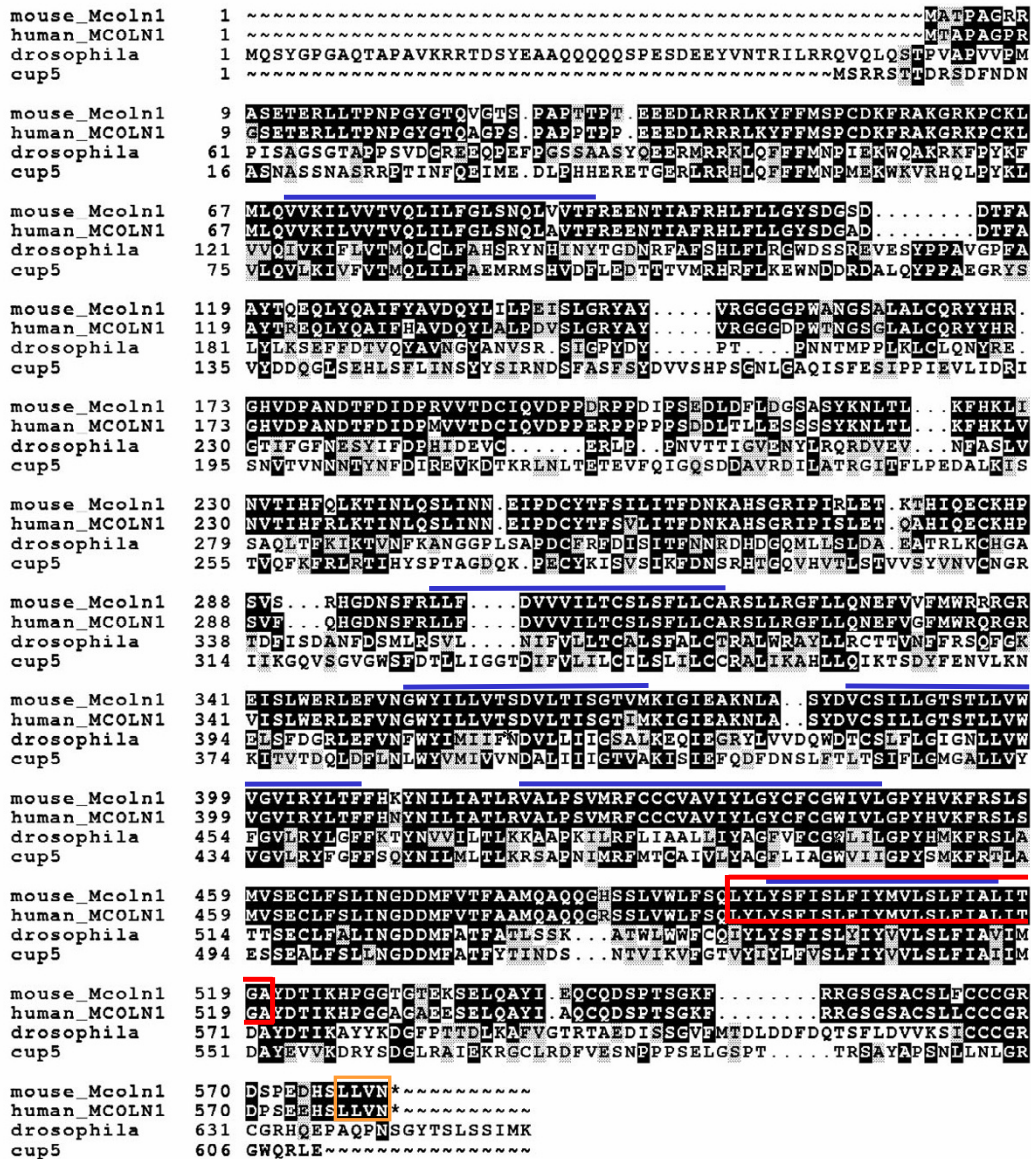 mouse_Mcoln1 1 ~~~~~~~~~~~~~~~~~~~~~~~~~~~~~~~~~~~~~~~~~~~~~~~~~~~~MATPAGRR
human_MCOLN1 1 ~~~~~~~~~~~~~~~~~~~~~~~~~~~~~~~~~~~~~~~~~~~~~~~~~~~~MTAPAGPR
drosophila 1 MQSYGPGAQTAPAVKRRTDSYEAAQQQQQSPESDEEYVNTRILRRQVQLQSTPVAPVVPM
cup5 1 ~~~~~~~~~~~~~~~~~~~~~~~~~~~~~~~~~~~~~~~~~~~~~MSRRSTTDRSDFNDN
mouse_Mcoln1 9 ASETERLLTPNPGYGTQVGTS.PAPTTPT.EEEDLRRRLKYFFMSPCDKFRAKGRKPCKL
human_MCOLN1 9 GSETERLLTPNPGYGTQAGPS.PAPPTPP.EEEDLRRRLKYFFMSPCDKFRAKGRKPCKL
drosophila 61 PISAGSGTAPPSVDGREEQPEFPGSSAASYQEERMRRKLQFFFMNPIEKWQAKRKFPYKF
cup5 16 ASNASSNASRRPTINFQEIME.DLPHHERETGERLRRHLQFFFMNPMEKWKVRHQLPYKL
mouse_Mcoln1 67 MLQVVKILVVTVQLILFGLSNQLVVTFREENTIAFRHLFLLGYSDGSD........DTFA
human_MCOLN1 67 MLQVVKILVVTVQLILFGLSNQLAVTFREENTIAFRHLFLLGYSDGAD........DTFA
drosophila 121 VVQIVKIFLVTMQLCLFAHSRYNHINYTGDNRFAFSHLFLRGWDSSREVESYPPAVGPFA
cup5 75 VLQVLKIVFVTMQLILFAEMRMSHVDFLEDTTTVMRHRFLKEWNDDRDALQYPPAEGRYS
mouse_Mcoln1 119 AYTQEQLYQAIFYAVDQYLILPEISLGRYAY.....VRGGGGPWANGSALALCQRYYHR.
human_MCOLN1 119 AYTREQLYQAIFHAVDQYLALPDVSLGRYAY.....VRGGGDPWTNGSGLALCQRYYHR.
drosophila 181 LYLKSEFFDTVQYAVNGYANVSR.SIGPYDY.....PT....PNNTMPPLKLCLQNYRE.
cup5 135 VYDDQGLSEHLSFLINSYYSIRNDSFASFSYDVVSHPSGNLGAQISFESIPPIEVLIDRI
mouse_Mcoln1 173 GHVDPANDTFDIDPRVVTDCIQVDPPDRPPDIPSEDLDFLDGSASYKNLTL...KFHKLI
human_MCOLN1 173 GHVDPANDTFDIDPMVVTDCIQVDPPERPPPPPSDDLTLLESSSSYKNLTL...KFHKLV
drosophila 230 GTIFGFNESYIFDPHIDEVC......ERLP..PNVTTIGVENYLRQRDVEV...NFASLV
cup5 195 SNVTVNNNTYNFDIREVKDTKRLNLTETEVFQIGQSDDAVRDILATRGITFLPEDALKIS
mouse_Mcoln1 230 NVTIHFQLKTINLQSLINN.EIPDCYTFSILITFDNKAHSGRIPIRLET.KTHIQECKHP
human_MCOLN1 230 NVTIHFRLKTINLQSLINN.EIPDCYTFSVLITFDNKAHSGRIPISLET.QAHIQECKHP
drosophila 279 SAQLTFKIKTVNFKANGGPLSAPDCFRFDISITFNNRDHDGQMLLSLDA.EATRLKCHGA
cup5 255 TVQFKFRLRTIHYSPTAGDQK.PECYKISVSIKFDNSRHTGQVHVTLSTVVSYVNVCNGR
mouse_Mcoln1 288 SVS...RHGDNSFRLLF....DVVVILTCSLSFLLCARSLLRGFLLQNEFVVFMWRRRGR
human_MCOLN1 288 SVF...QHGDNSFRLLF....DVVVILTCSLSFLLCARSLLRGFLLQNEFVGFMWRQRGR
drosophila 338 TDFISDANFDSMLRSVL....NIFVLLTCALSFALCTRALWRAYLLRCTTVNFFRSQFGK
cup5 314 IIKGQVSGVGWSFDTLLIGGTDIFVLILCILSLILCCRALIKAHLLQIKTSDYFENVLKN
mouse_Mcoln1 341 EISLWERLEFVNGWYILLVTSDVLTISGTVMKIGIEAKNLA..SYDVCSILLGTSTLLVW
human_MCOLN1 341 VISLWERLEFVNGWYILLVTSDVLTISGTIMKIGIEAKNLA..SYDVCSILLGTSTLLVW
drosophila 394 ELSFDGRLEFVNFWYIMIIFNDVLLIIGSALKEQIEGRYLVVDQWDTCSLFLGIGNLLVW
cup5 374 KITVTDQLDFLNLWYVMIVVNDALIIIGTVAKISIEFQDFDNSLFTLTSIFLGMGALLVY
mouse_Mcoln1 399 VGVIRYLTFFHKYNILIATLRVALPSVMRFCCCVAVIYLGYCFCGWIVLGPYHVKFRSLS
human_MCOLN1 399 VGVIRYLTFFHNYNILIATLRVALPSVMRFCCCVAVIYLGYCFCGWIVLGPYHVKFRSLS
drosophila 454 FGVLRYLGFFKTYNVVILTLKKAAPKILRFLIAALLIYAGFVFCGWLILGPYHMKFRSLA
cup5 434 VGVLRYFGFFSQYNILMLTLKRSAPNIMRFMTCAIVLYAGFLIAGWVIIGPYSMKFRTLA
mouse_Mcoln1 459 MVSECLFSLINGDDMFVTFAAMQAQQGHSSLVWLFSQLYLYSFISLFIYMVLSLFIALIT
human_MCOLN1 459 MVSECLFSLINGDDMFVTFAAMQAQQGRSSLVWLFSQLYLYSFISLFIYMVLSLFIALIT
drosophila 514 TTSECLFALINGDDMFATFATLSSK...ATWLWWFCQIYLYSFISLYIYVVLSLFIAVIM
cup5 494 ESSEALFSLLNGDDMFATFYTINDS..NTVIKVFGTVYIYLFVSLFIYVVLSLFIAIIM
mouse_Mcoln1 519 GAYDTIKHPGGTGTEKSELQAYI.EQCQDSPTSGKF........RRGSGSACSLFCCCGR
human_MCOLN1 519 GAYDTIKHPGGAGAEESELQAYI.AQCQDSPTSGKF........RRGSGSACSLLCCCGR
drosophila 571 DAYDTIKAYYKDGFPTTDLKAFVGTRTAEDISSGVFMTDLDDFDQTSFLDVVKSICCCGR
cup5 551 DAYEVVKDRYSDGLRAIEKRGCLRDFVESNPPPSELGSPT.....TRSAYAPSNLLNLGR
mouse_Mcoln1 570 DSPEDHSLLVN*~~~~~~~~~~
human_MCOLN1 570 DPSEEHSLLVN*~~~~~~~~~~
drosophila 631 CGRHQEPAQPNSGYTSLSSIMK
cup5 606 GWQRLE~~~~~~~~~~~~~~~~